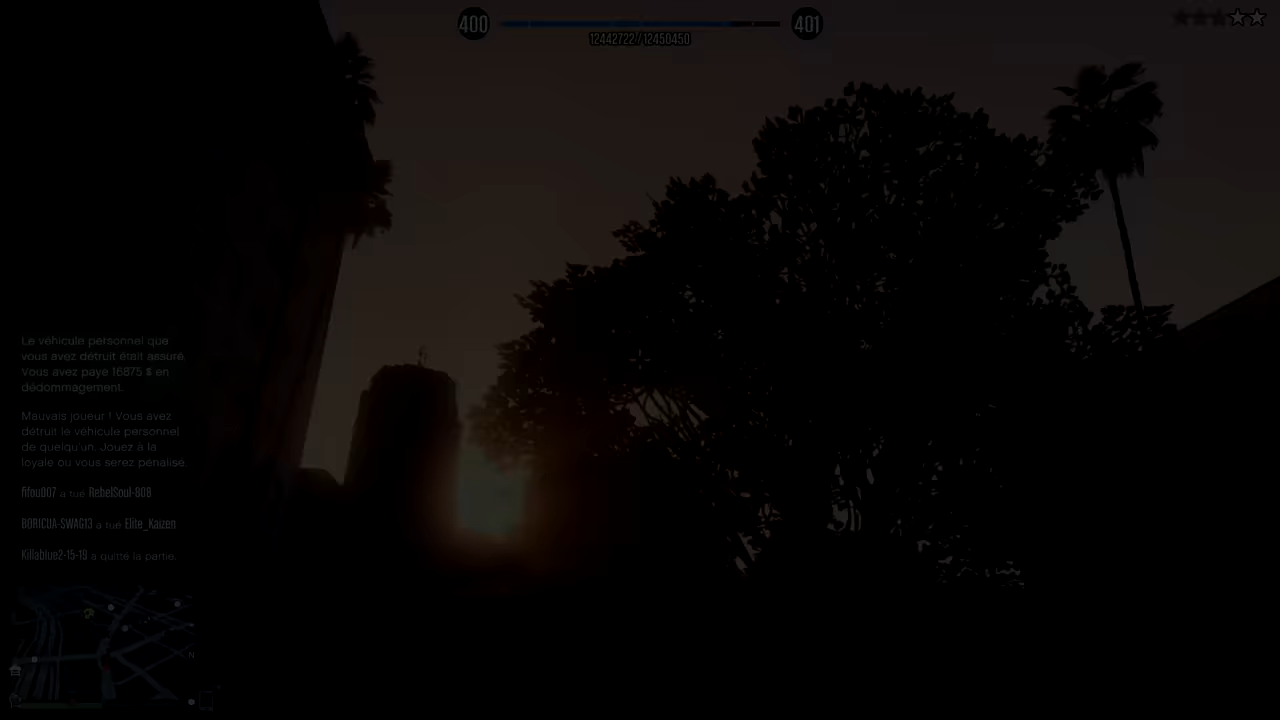 400 401
12442722 / 12450450
Le véhicule personnel que
vous avez détruit était assuré.
Vous avez payé 16875 $ en
dédommagement.
Mauvais joueur ! Vous avez
détruit le véhicule personnel
de quelqu'un. Jouez à la
loyale ou vous serez pénalisé.
fifou007 a tué RebelSoul-808
BORICUA-SWAG13 a tué Elite_Kaizen
Killablue2-15-19 a quitté la partie.
N